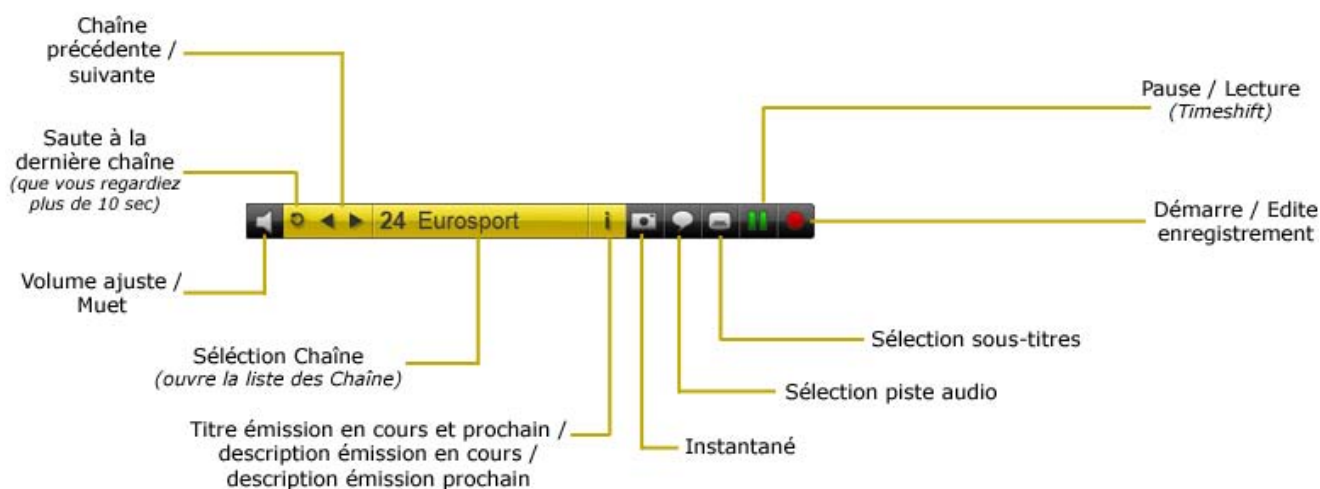 Chaîne
précédente /
suivante
Saute à la
dernière chaîne
(que vous regardiez
plus de 10 sec)
Volume ajuste /
Muet
24 Eurosport i
Séléction Chaîne
(ouvre la liste des Chaîne)
Titre émission en cours et prochain /
description émission en cours /
description émission prochain
Instantané
Sélection piste audio
Sélection sous-titres
Pause / Lecture
(Timeshift)
Démarre / Edite
enregistrement